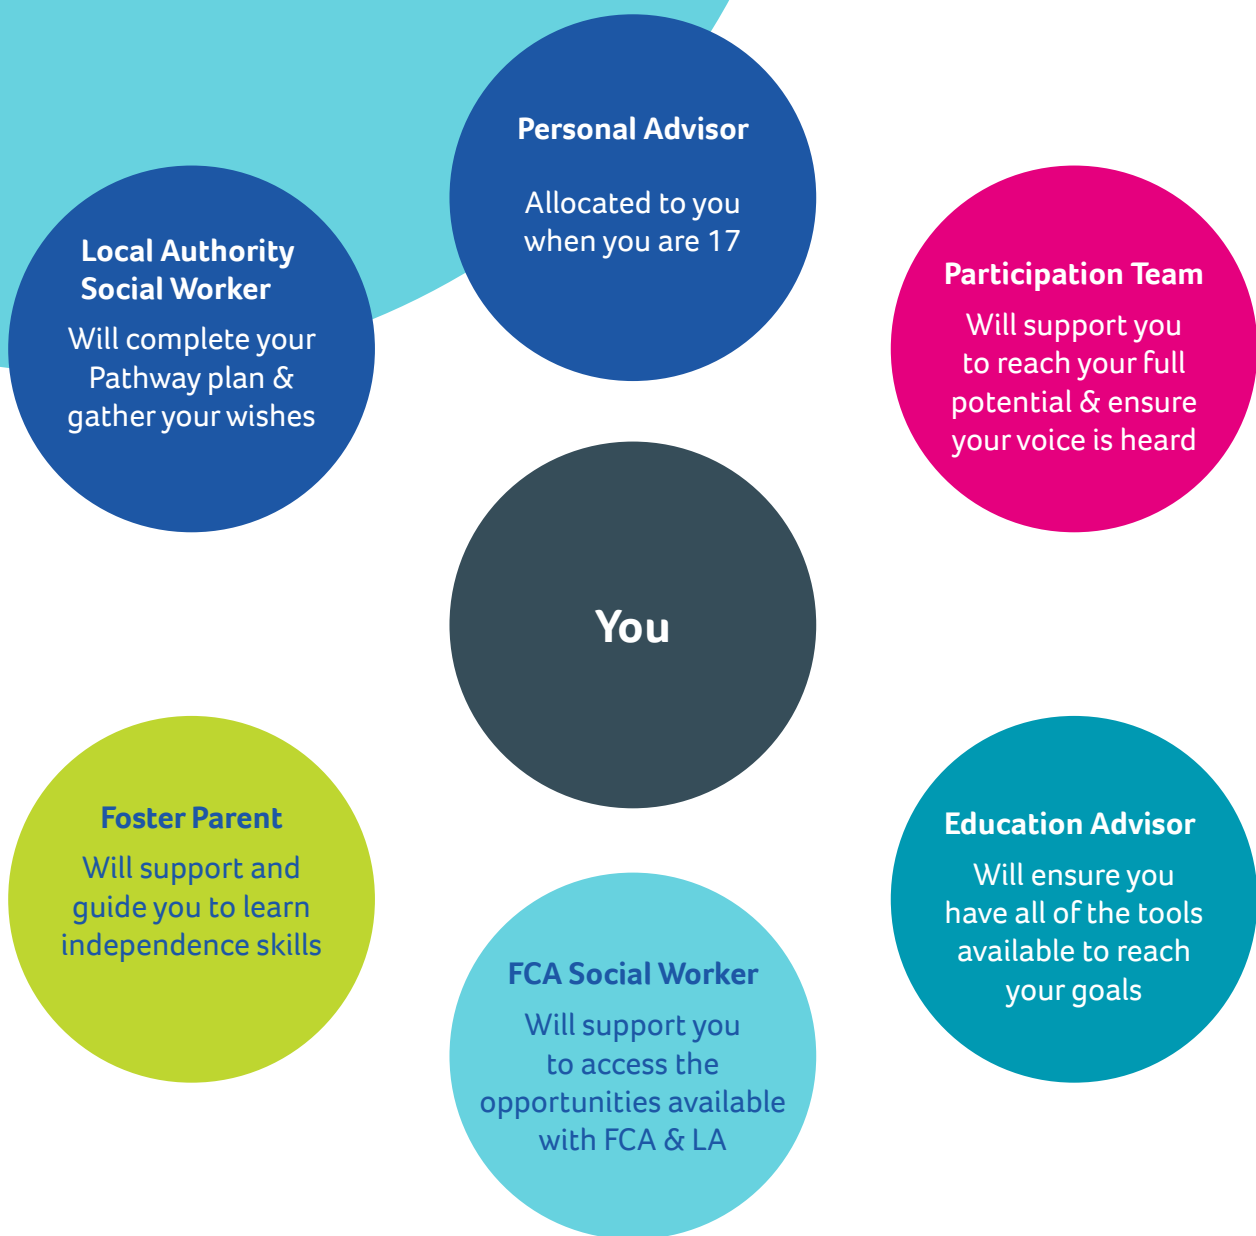 Personal Advisor
Allocated to you
when you are 17
Local Authority
Social Worker
Will complete your
Pathway plan &
gather your wishes
Participation Team
Will support you
to reach your full
potential & ensure
your voice is heard
You
Foster Parent
Will support and
guide you to learn
independence skills
FCA Social Worker
Will support you
to access the
opportunities available
with FCA & LA
Education Advisor
Will ensure you
have all of the tools
available to reach
your goals